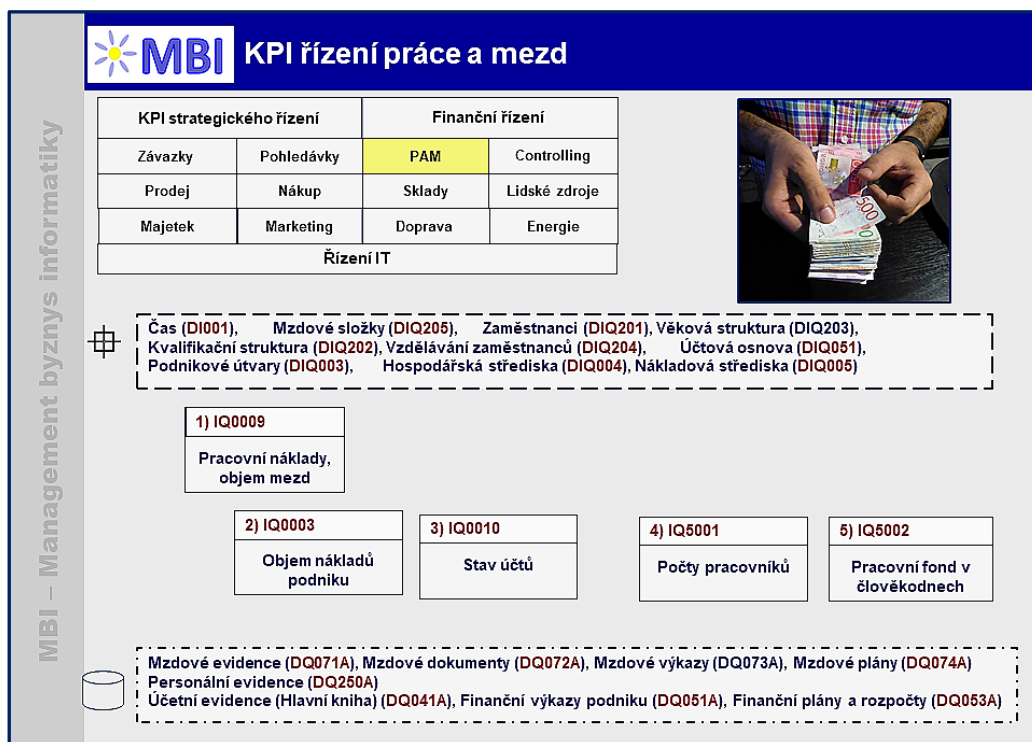 MBI KPI řízení práce a mezd
MBI – Management byznys informatiky
KPI strategického řízení Finanční řízení
Závazky Pohledávky PAM Controlling
Prodej Nákup Sklady Lidské zdroje
Majetek Marketing Doprava Energie
Řízení IT
Čas (DI001), Mzdové složky (DIQ205), Zaměstnanci (DIQ201), Věková struktura (DIQ203),
Kvalifikační struktura (DIQ202), Vzdělávání zaměstnanců (DIQ204), Účtová osnova (DIQ051),
Podnikové útvary (DIQ003), Hospodářská střediska (DIQ004), Nákladová střediska (DIQ005)
1) IQ0009
Pracovní náklady,
objem mezd
2) IQ0003
Objem nákladů
podniku
3) IQ0010
Stav účtů
4) IQ5001
Počty pracovníků
5) IQ5002
Pracovní fond v
člověkodnech
Mzdové evidence (DQ071A), Mzdové dokumenty (DQ072A), Mzdové výkazy (DQ073A), Mzdové plány (DQ074A)
Personální evidence (DQ250A)
Účetní evidence (Hlavní kniha) (DQ041A), Finanční výkazy podniku (DQ051A), Finanční plány a rozpočty (DQ053A)